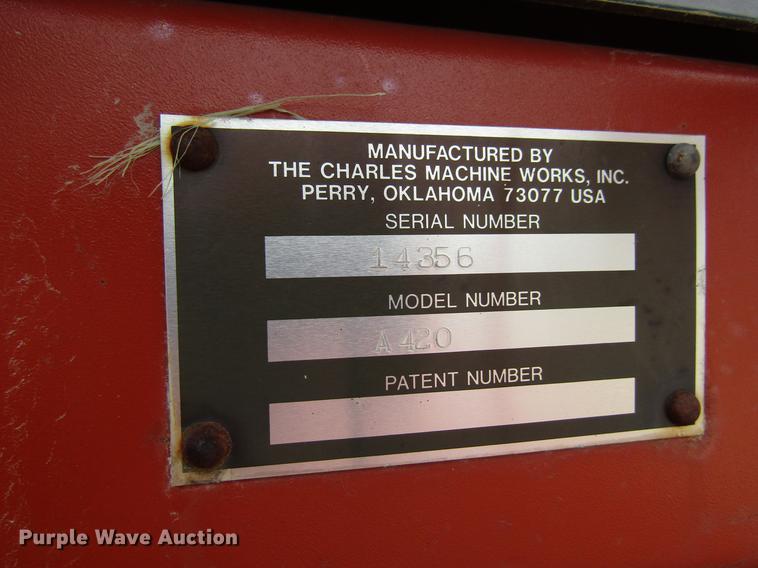 MANUFACTURED BY
THE CHARLES MACHINE WORKS, INC.
PERRY, OKLAHOMA 73077 USA
SERIAL NUMBER
14356
MODEL NUMBER
A420
PATENT NUMBER
Purple Wave Auction